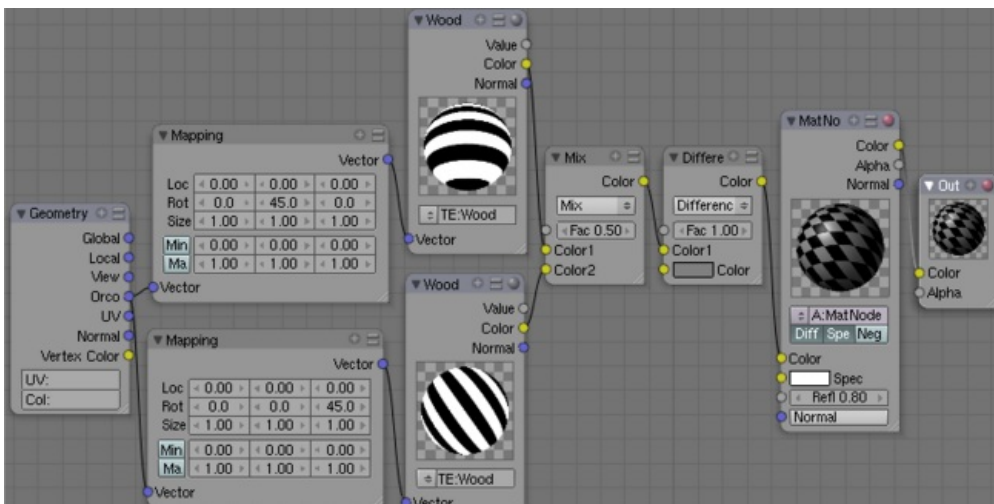 Geometry
Global
Local
View
Orco
UV
Normal
Vertex Color
UV:
Col:
Mapping
Vector
Loc 0.00 0.00 0.00
Rot 0.0 45.0 0.0
Size 1.00 1.00 1.00
Min 0.00 0.00 0.00
Ma 1.00 1.00 1.00
Vector
Mapping
Vector
Loc 0.00 0.00 0.00
Rot 0.0 0.0 45.0
Size 1.00 1.00 1.00
Min 0.00 0.00 0.00
Ma 1.00 1.00 1.00
Vector
Wood
Value
Color
Normal
TE:Wood
Vector
Wood
Value
Color
Normal
TE:Wood
Vector
Mix
Color
Mix
Fac 0.50
Color1
Color2
Differe
Color
Differenc
Fac 1.00
Color1
Color
MatNo
Color
Alpha
Normal
A:MatNode
Diff Spe Neg
Color
Spec
Refl 0.80
Normal
Out
Color
Alpha